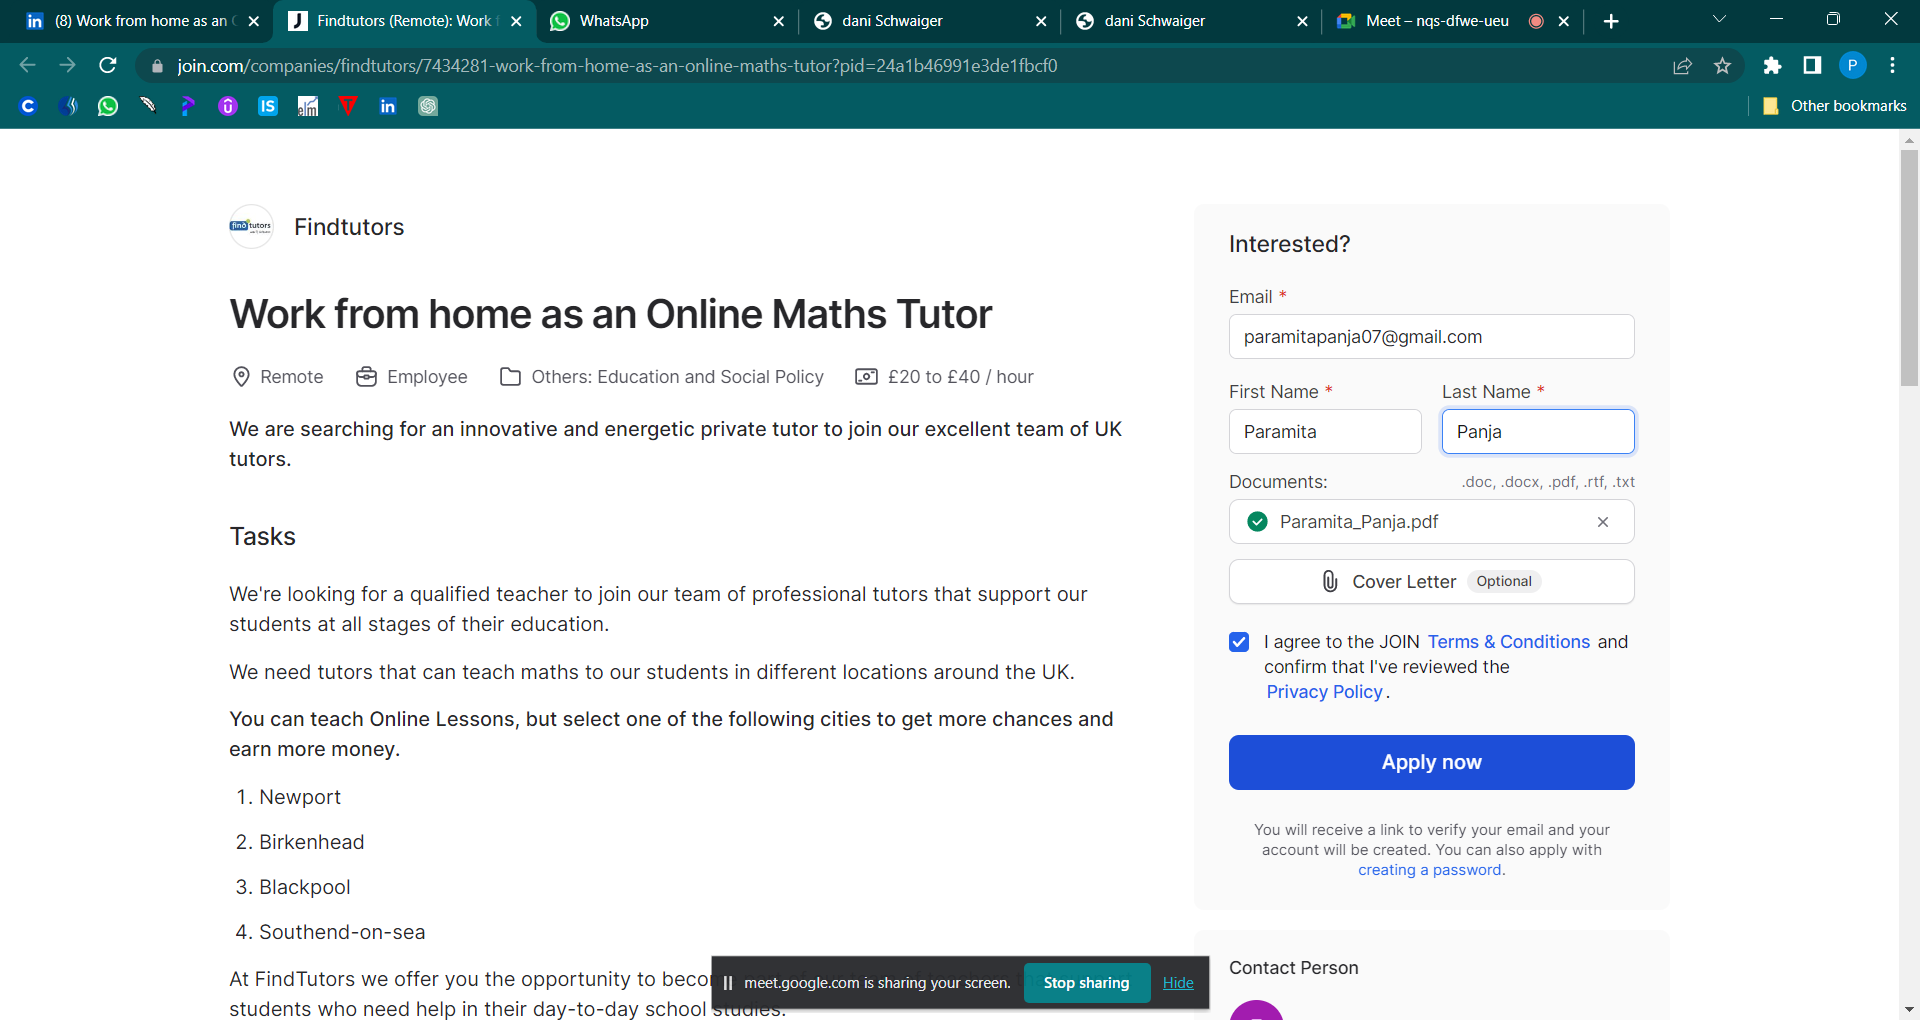 (8) Work from home as an
Findtutors (Remote): Work
WhatsApp
dani Schwaiger
dani Schwaiger
Meet – nqs-dfwe-ueu
join.com/companies/findtutors/7434281-work-from-home-as-an-online-maths-tutor?pid=24a1b46991e3de1fbcf0
P
IS
elm
in
Other bookmarks
find tutors
Findtutors
Work from home as an Online Maths Tutor
Remote
Employee
Others: Education and Social Policy
£20 to £40 / hour
We are searching for an innovative and energetic private tutor to join our excellent team of UK
tutors.
Tasks
We're looking for a qualified teacher to join our team of professional tutors that support our
students at all stages of their education.
We need tutors that can teach maths to our students in different locations around the UK.
You can teach Online Lessons, but select one of the following cities to get more chances and
earn more money.
1. Newport
2. Birkenhead
3. Blackpool
4. Southend-on-sea
At FindTutors we offer you the opportunity to
students who need help in their day-to-day school studies.
Interested?
Email *
paramitapanja07@gmail.com
First Name *
Last Name *
Paramita
Panja
Documents:
.doc, .docx, .pdf, .rtf, .txt
Paramita_Panja.pdf
Cover Letter Optional
I agree to the JOIN Terms & Conditions and
confirm that I've reviewed the
Privacy Policy.
Apply now
You will receive a link to verify your email and your
account will be created. You can also apply with
creating a password.
Contact Person
meet.google.com is sharing your screen.
Stop sharing
Hide